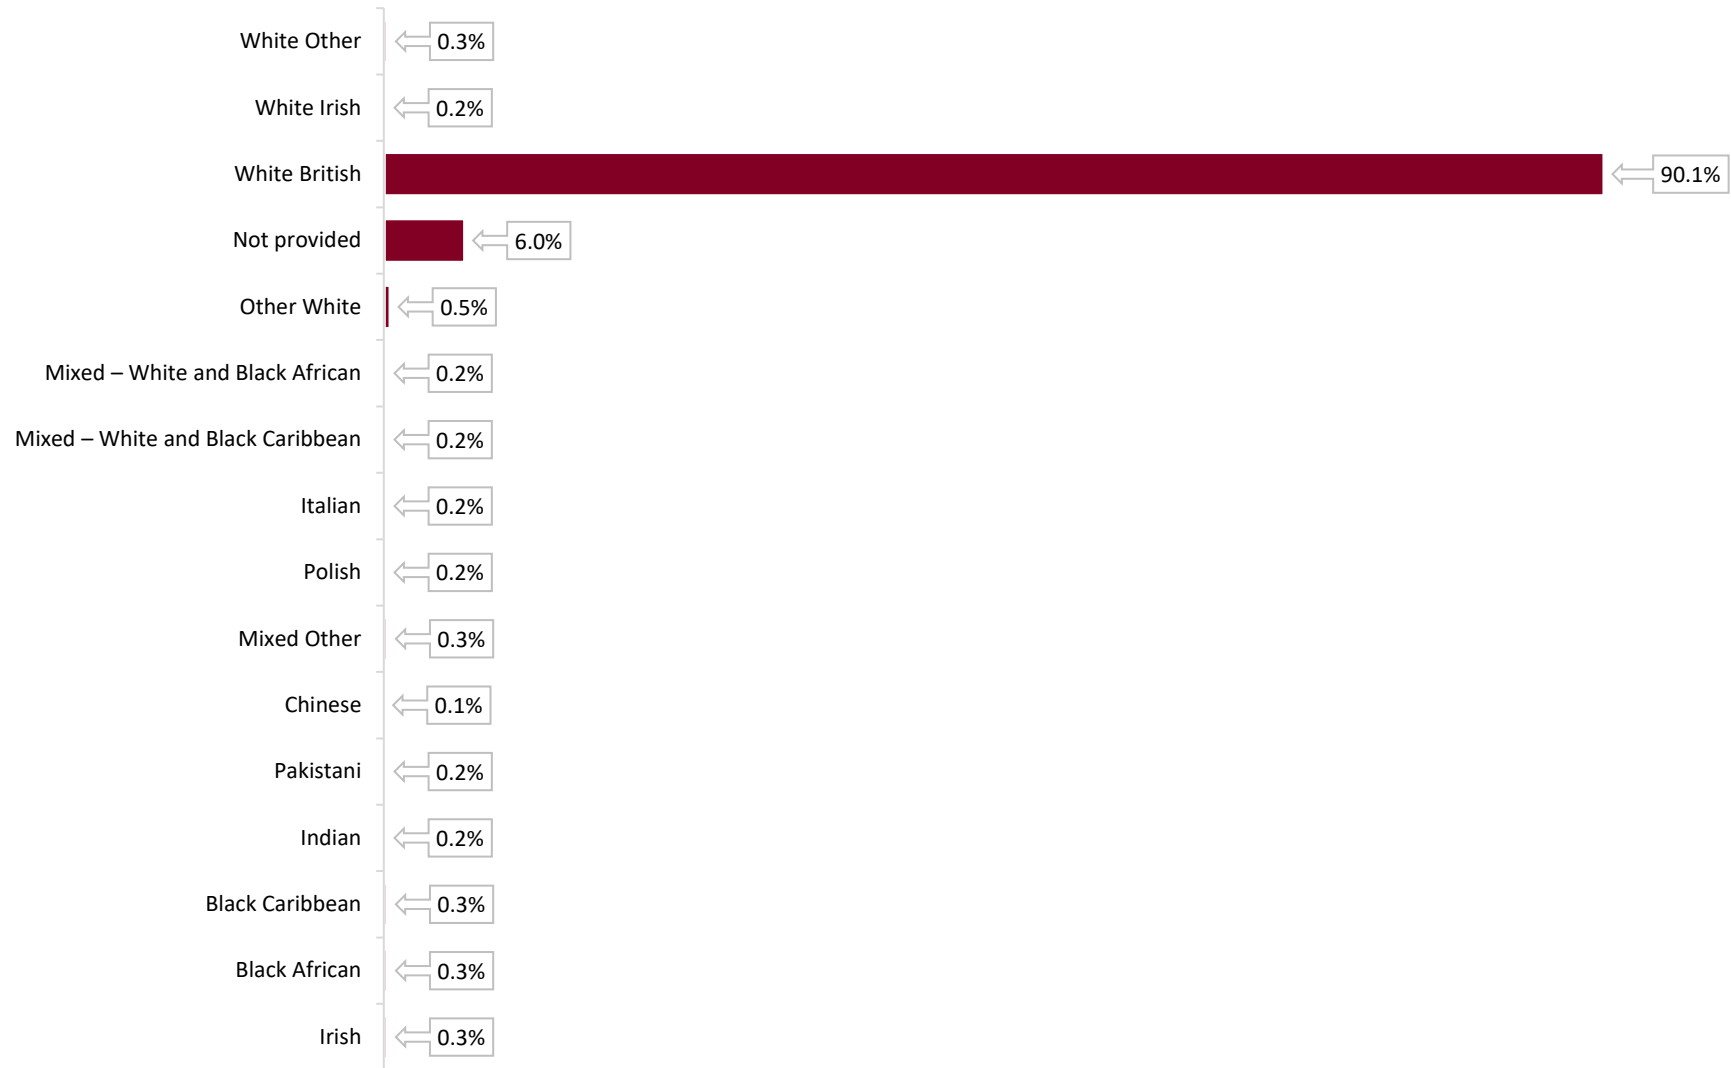 White Other 0.3%
White Irish 0.2%
White British 90.1%
Not provided 6.0%
Other White 0.5%
Mixed – White and Black African 0.2%
Mixed – White and Black Caribbean 0.2%
Italian 0.2%
Polish 0.2%
Mixed Other 0.3%
Chinese 0.1%
Pakistani 0.2%
Indian 0.2%
Black Caribbean 0.3%
Black African 0.3%
Irish 0.3%